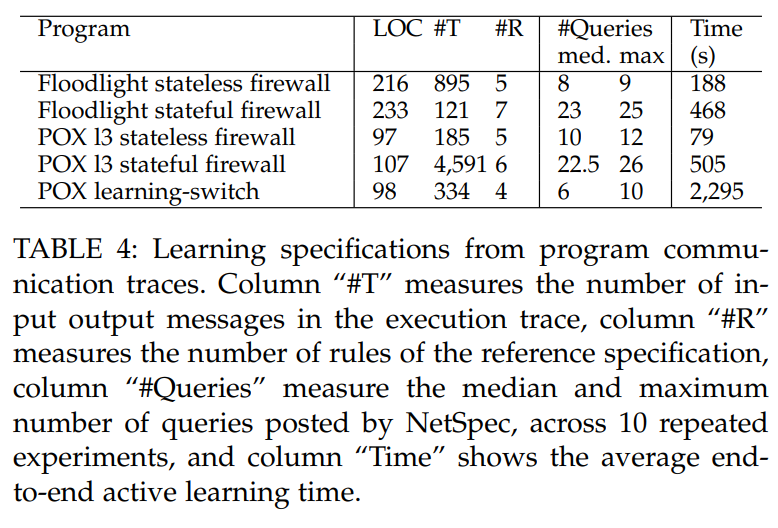 Program LOC #T #R #Queries Time
med. max (s)
Floodlight stateless firewall 216 895 5 8 9 188
Floodlight stateful firewall 233 121 7 23 25 468
POX l3 stateless firewall 97 185 5 10 12 79
POX l3 stateful firewall 107 4,591 6 22.5 26 505
POX learning-switch 98 334 4 6 10 2,295
TABLE 4: Learning specifications from program commu-
nication traces. Column “#T” measures the number of in-
put output messages in the execution trace, column “#R”
measures the number of rules of the reference specification,
column “#Queries” measure the median and maximum
number of queries posted by NetSpec, across 10 repeated
experiments, and column “Time” shows the average end-
to-end active learning time.